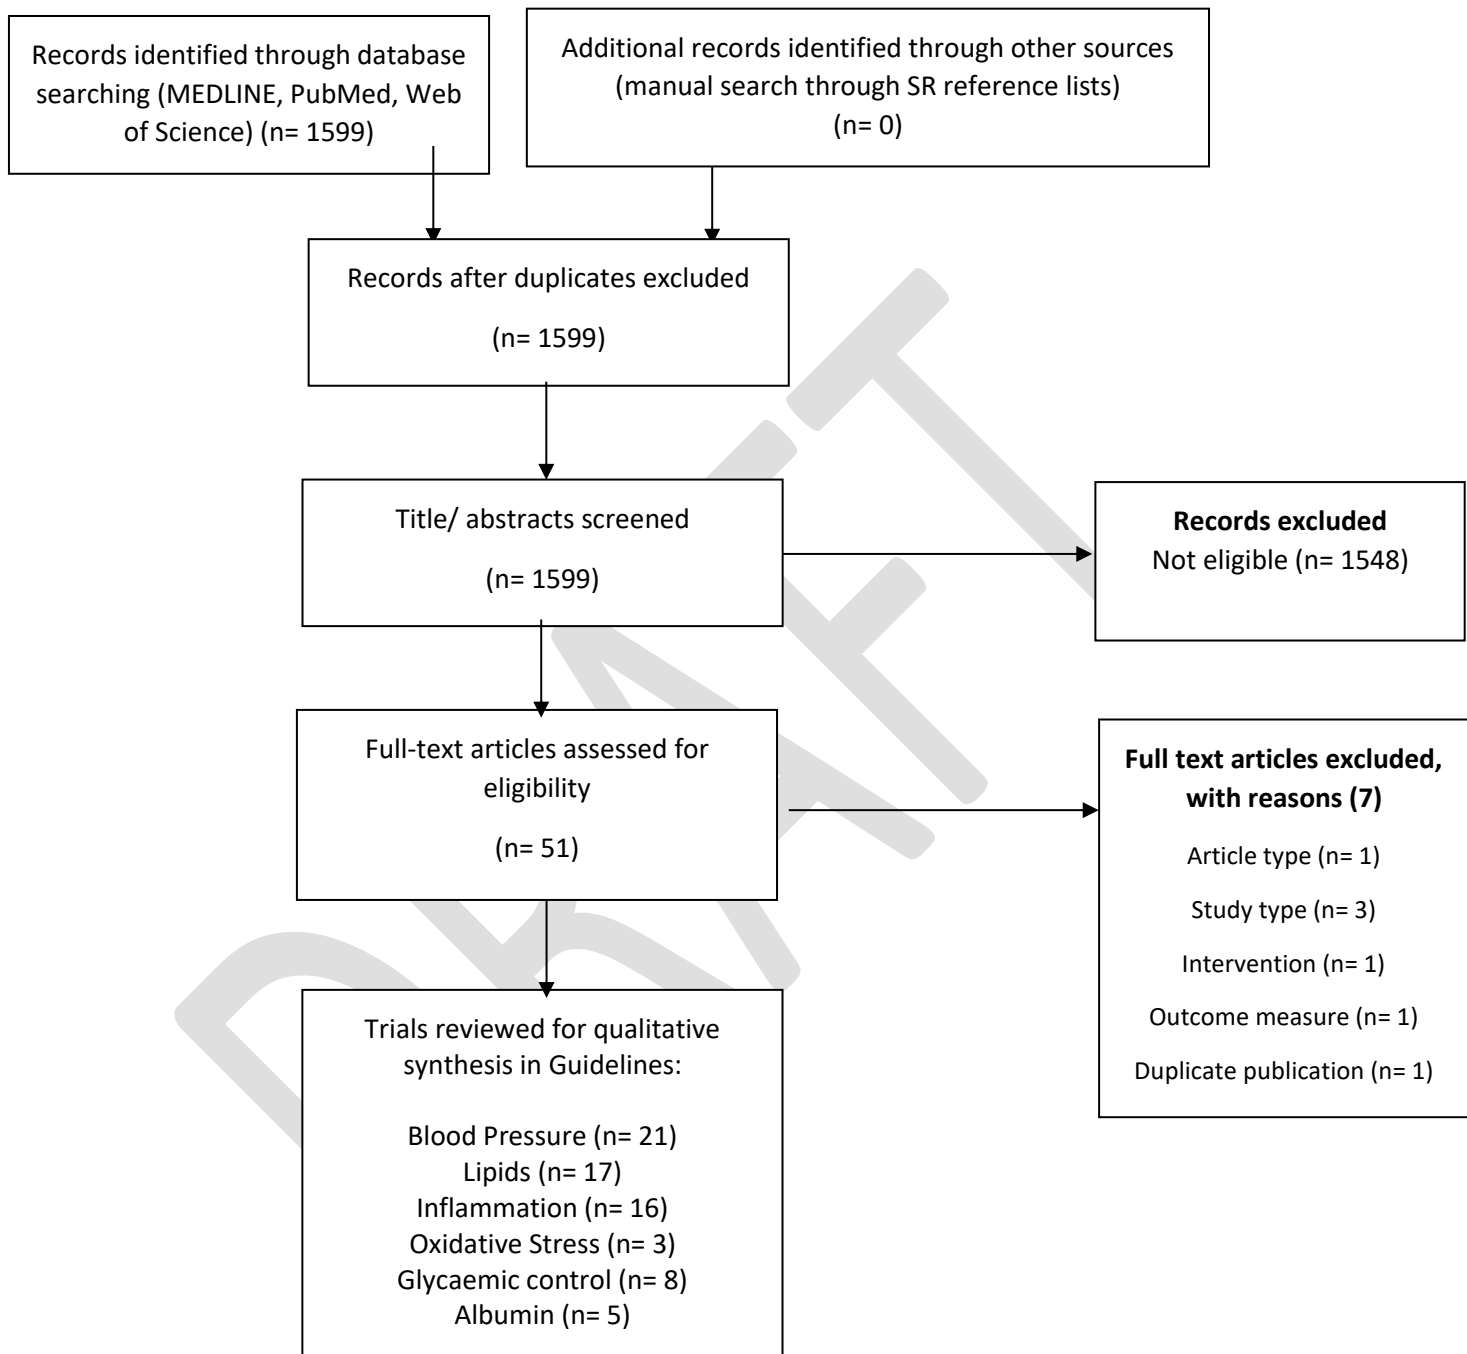 Records identified through database
searching (MEDLINE, PubMed, Web
of Science) (n= 1599)
Additional records identified through other sources
(manual search through SR reference lists)
(n= 0)
Records after duplicates excluded
(n= 1599)
Title/ abstracts screened
(n= 1599)
Records excluded
Not eligible (n= 1548)
Full-text articles assessed for
eligibility
(n= 51)
Full text articles excluded,
with reasons (7)
Article type (n= 1)
Study type (n= 3)
Intervention (n= 1)
Outcome measure (n= 1)
Duplicate publication (n= 1)
Trials reviewed for qualitative
synthesis in Guidelines:
Blood Pressure (n= 21)
Lipids (n= 17)
Inflammation (n= 16)
Oxidative Stress (n= 3)
Glycaemic control (n= 8)
Albumin (n= 5)
DRAFT